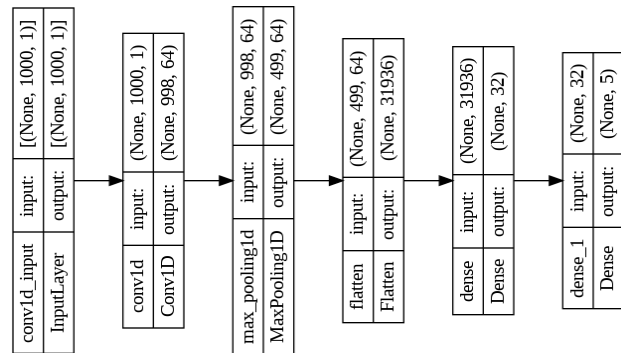 conv1d_input input: [(None, 1000, 1)]
InputLayer output: [(None, 1000, 1)]
conv1d input: (None, 1000, 1)
Conv1D output: (None, 998, 64)
max_pooling1d input: (None, 998, 64)
MaxPooling1D output: (None, 499, 64)
flatten input: (None, 499, 64)
Flatten output: (None, 31936)
dense input: (None, 31936)
Dense output: (None, 32)
dense_1 input: (None, 32)
Dense output: (None, 5)